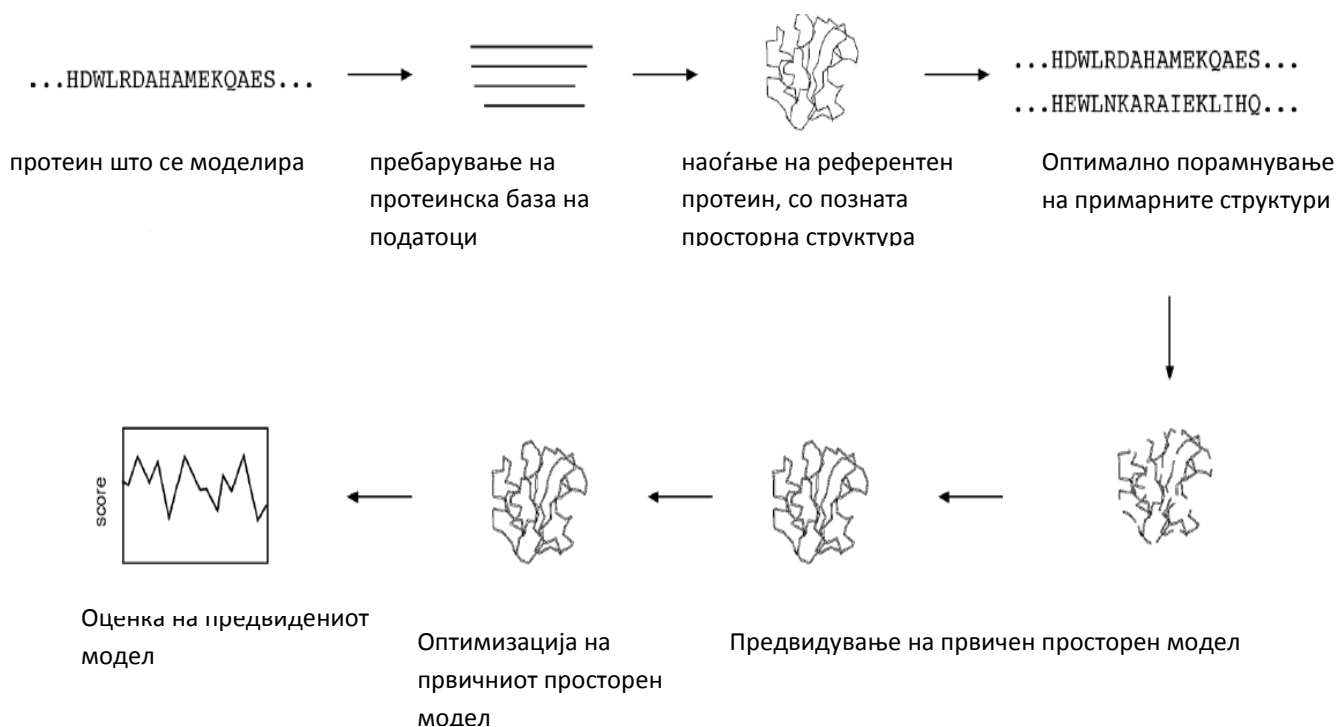 ...HDWLRDAHAMEKQAES...
...HDWLRDAHAMEKQAES...
...HEWLNKARAIEKLIHQ...
протеин што се моделира
пребарување на
протеинска база на
податоци
наоѓање на референтен
протеин, со позната
просторна структура
Оптимално порамнување
на примарните структури
score
Оценка на предвидениот
модел
Оптимизација на
првичниот просторен
модел
Предвидување на првичен просторен модел